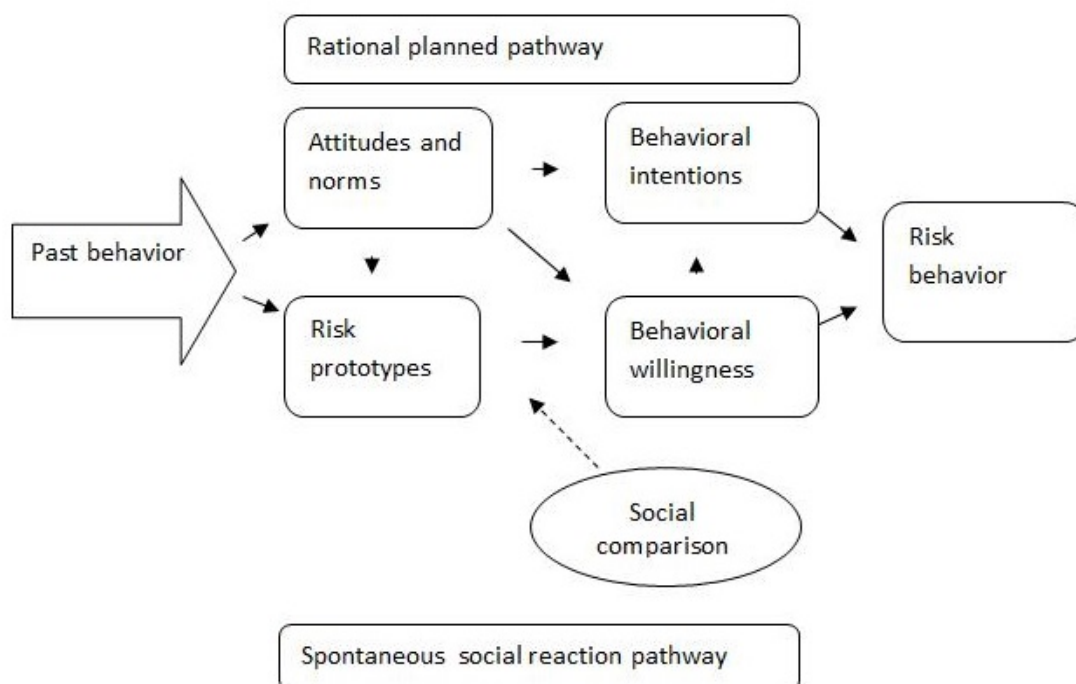 Rational planned pathway
Attitudes and
norms
Behavioral
intentions
Past behavior
Risk
behavior
Risk
prototypes
Behavioral
willingness
Social
comparison
Spontaneous social reaction pathway